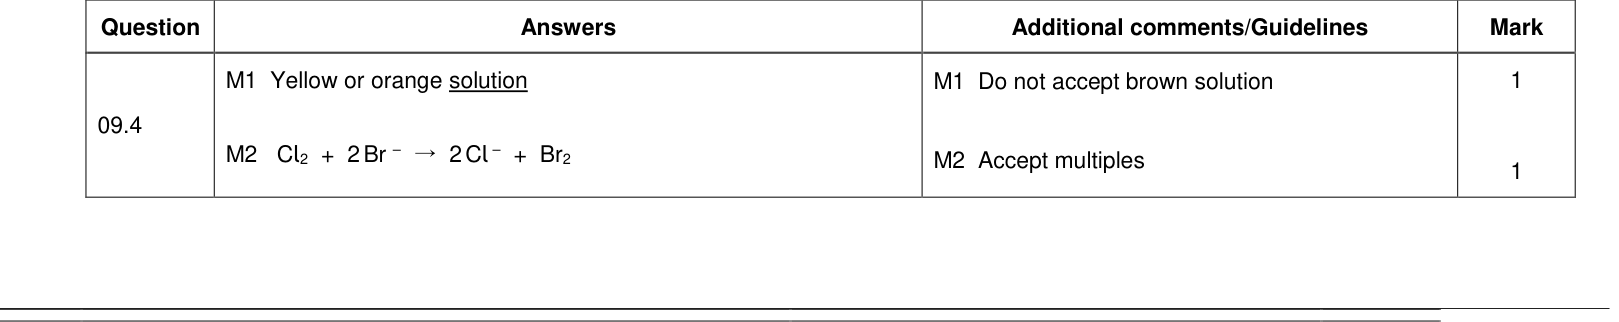 Question Answers Additional comments/Guidelines Mark
09.4
M1 Yellow or orange solution
M1 Do not accept brown solution
1
M2 Cl₂ + 2Br⁻ → 2Cl⁻ + Br₂
M2 Accept multiples
1